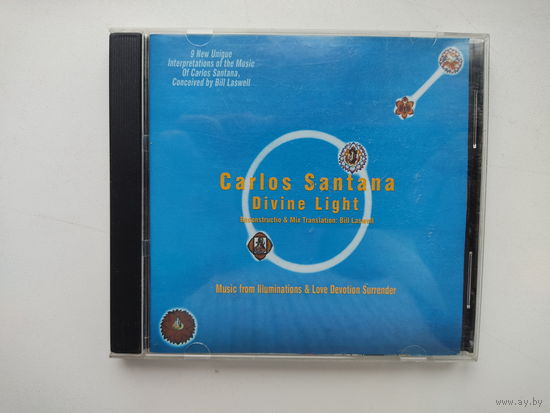 9 New Unique
Interpretations of the Music
Of Carlos Santana,
Conceived by Bill Laswell
Carlos Santana
Divine Light
Reconstructio & Mix Translation: Bill Laswell
Music from Illuminations & Love Devotion Surrender
www.ay.by